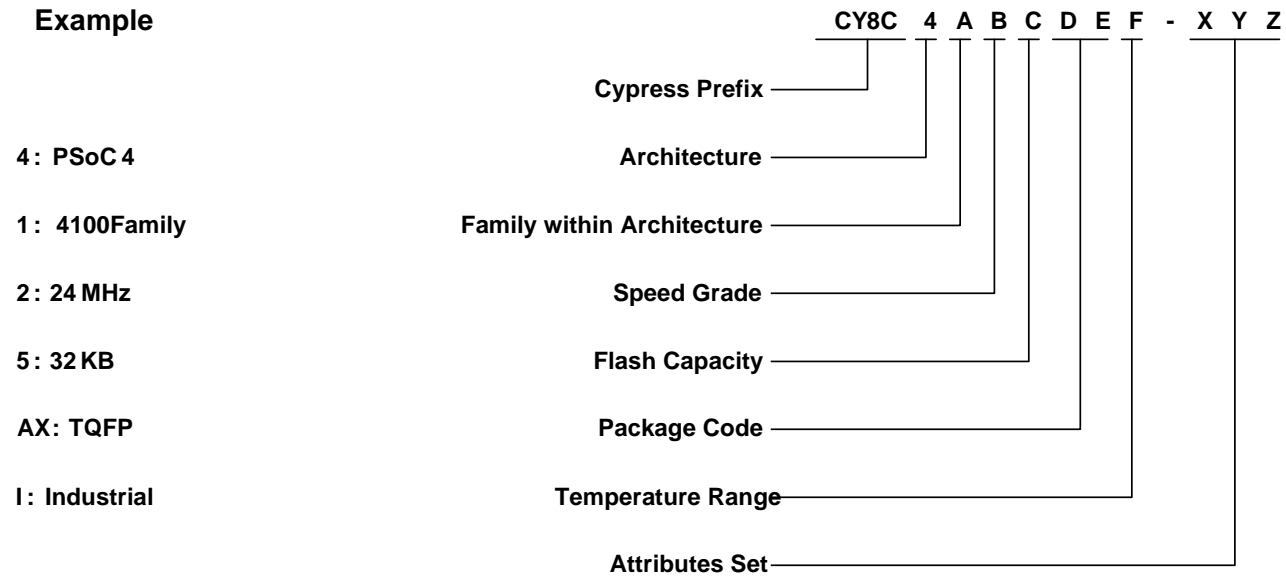 Example CY8C 4 A B C D E F - X Y Z
Cypress Prefix
4: PSoC 4 Architecture
1: 4100Family Family within Architecture
2: 24 MHz Speed Grade
5: 32 KB Flash Capacity
AX: TQFP Package Code
I: Industrial Temperature Range
Attributes Set